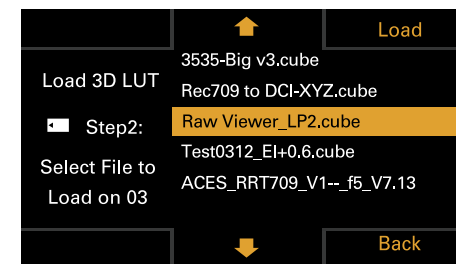 Load
Load 3D LUT
Step2:
Select File to
Load on 03
3535-Big v3.cube
Rec709 to DCI-XYZ.cube
Raw Viewer_LP2.cube
Test0312_EI+0.6.cube
ACES_RRT709_V1--_f5_V7.13
Back